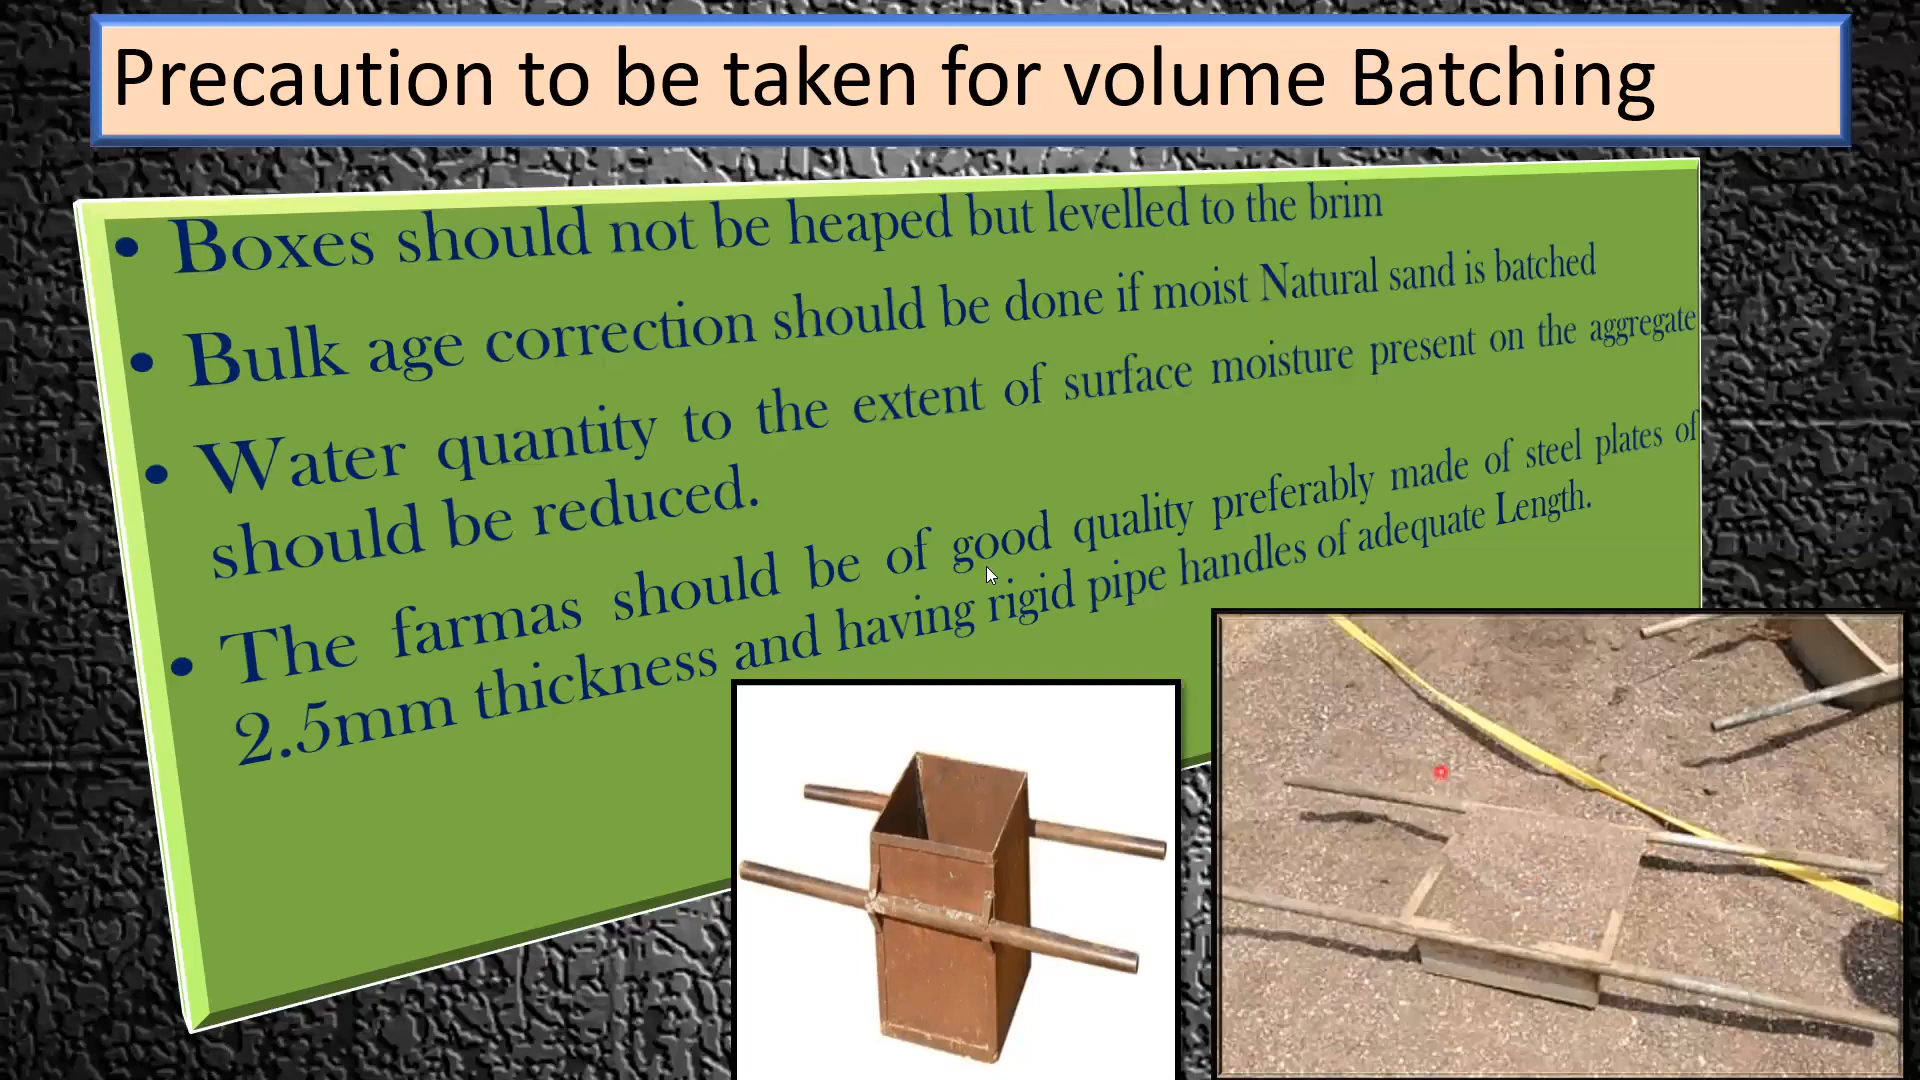 Precaution to be taken for volume Batching
• Boxes should not be heaped but levelled to the brim
• Bulk age correction should be done if moist Natural sand is batched
• Water quantity to the extent of surface moisture present on the aggregate
should be reduced.
• The farmas should be of good quality preferably made of steel plates of
2.5mm thickness and having rigid pipe handles of adequate Length.